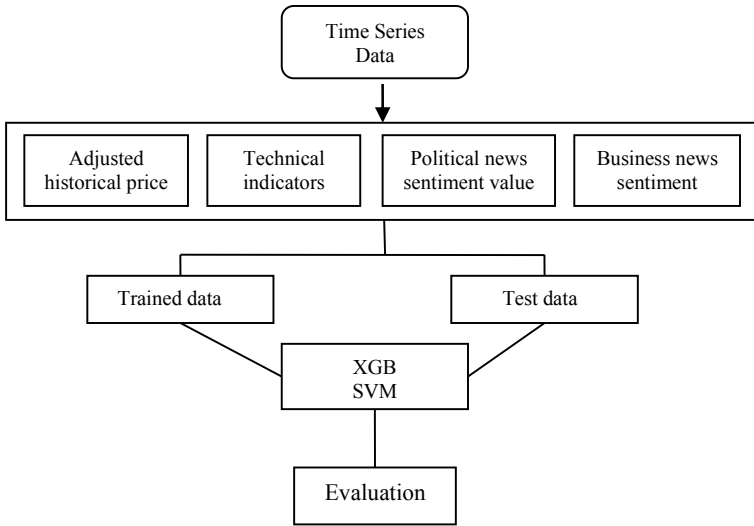 Time Series
Data
Adjusted
historical price
Technical
indicators
Political news
sentiment value
Business news
sentiment
Trained data
Test data
XGB
SVM
Evaluation